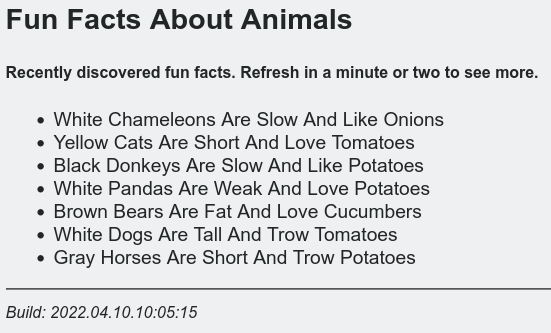 Fun Facts About Animals
Recently discovered fun facts. Refresh in a minute or two to see more.
• White Chameleons Are Slow And Like Onions
• Yellow Cats Are Short And Love Tomatoes
• Black Donkeys Are Slow And Like Potatoes
• White Pandas Are Weak And Love Potatoes
• Brown Bears Are Fat And Love Cucumbers
• White Dogs Are Tall And Trow Tomatoes
• Gray Horses Are Short And Trow Potatoes
Build: 2022.04.10.10:05:15